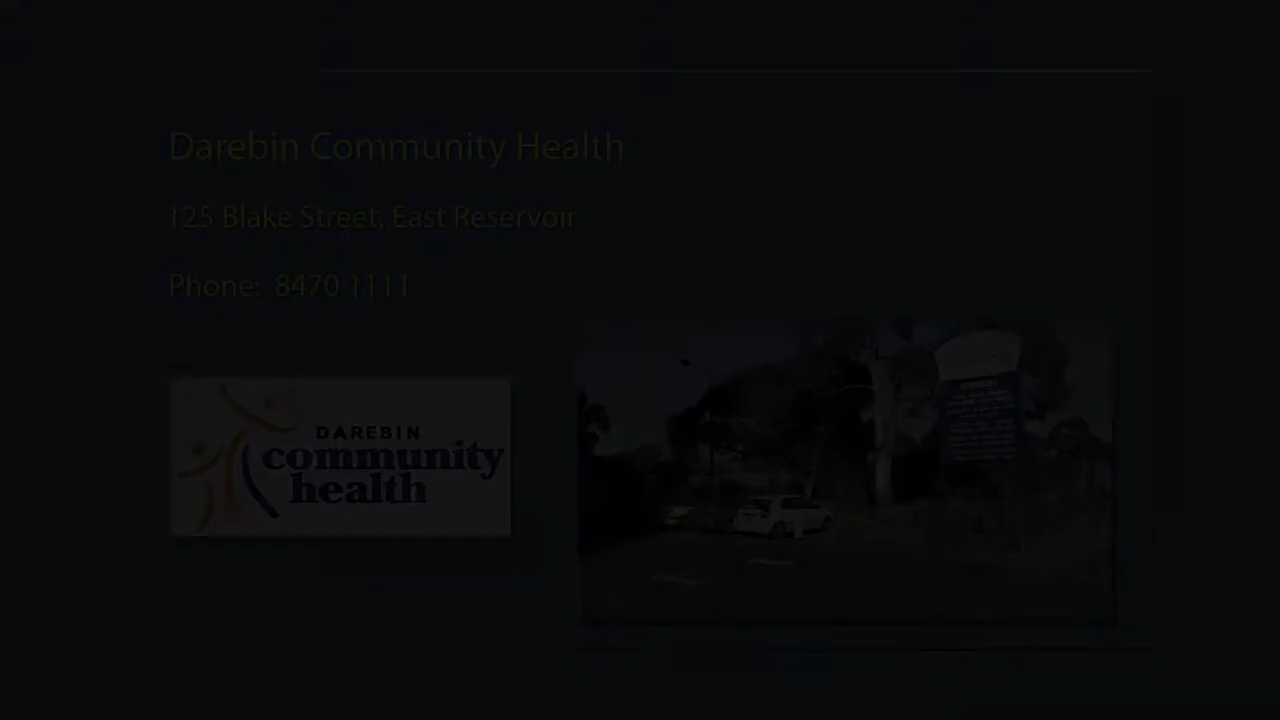 Darebin Community Health
125 Blake Street, East Reservoir
Phone: 8470 1111
DAREBIN
community
health